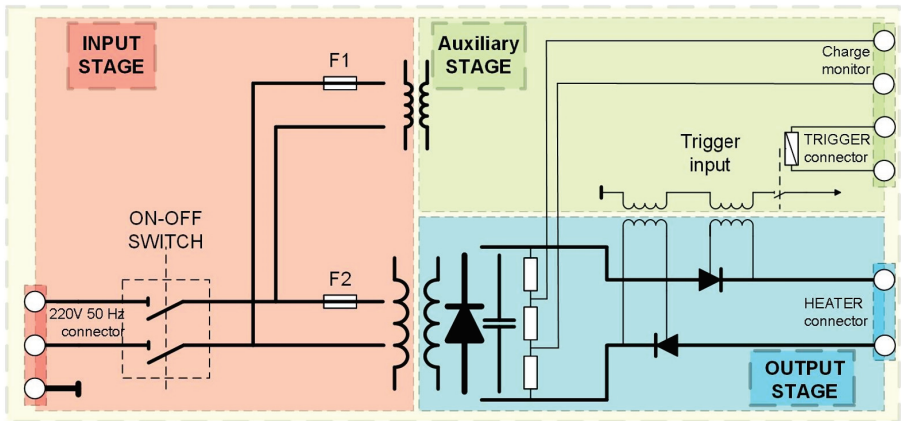 INPUT
STAGE
F1
Auxiliary
STAGE
Charge
monitor
Trigger
input
TRIGGER
connector
ON-OFF
SWITCH
F2
220V 50 Hz
connector
HEATER
connector
OUTPUT
STAGE